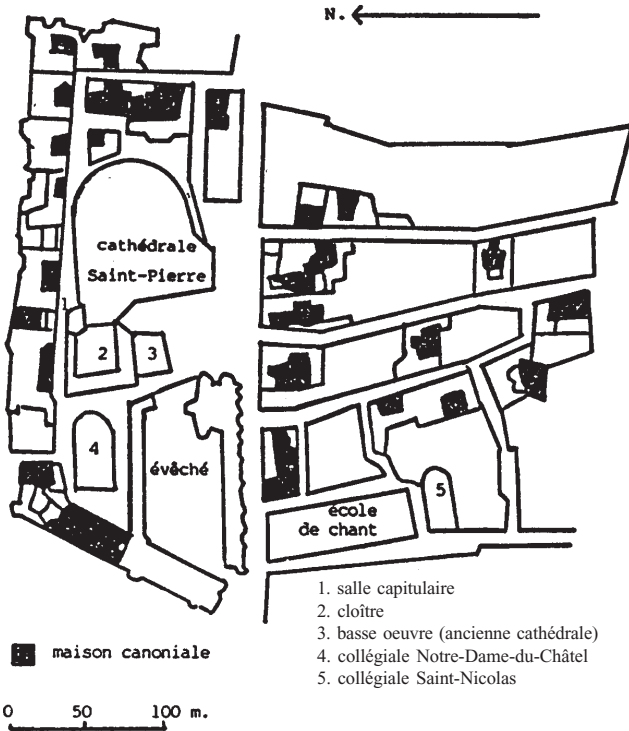 N.
cathédrale
Saint-Pierre
1
2
3
4
évêché
5
école
de chant
1. salle capitulaire
2. cloître
3. basse oeuvre (ancienne cathédrale)
4. collégiale Notre-Dame-du-Châtel
5. collégiale Saint-Nicolas
maison canoniale
0 50 100 m.